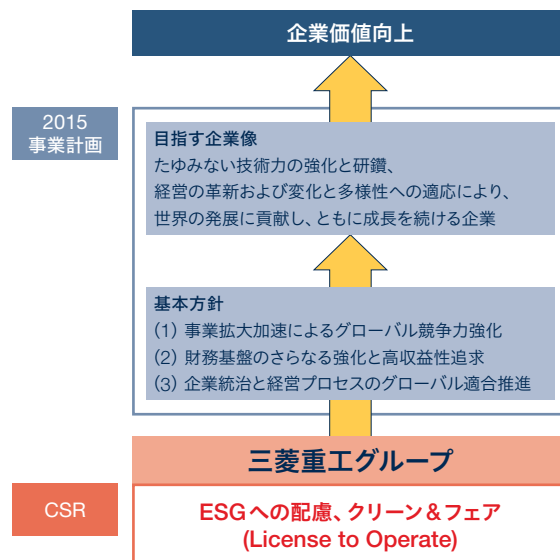 企業価値向上
2015
事業計画
目指す企業像
たゆみない技術力の強化と研鑽、
経営の革新および変化と多様性への適応により、
世界の発展に貢献し、ともに成長を続ける企業
基本方針
(1) 事業拡大加速によるグローバル競争力強化
(2) 財務基盤のさらなる強化と高収益性追求
(3) 企業統治と経営プロセスのグローバル適合推進
三菱重工グループ
CSR
ESGへの配慮、クリーン＆フェア
(License to Operate)